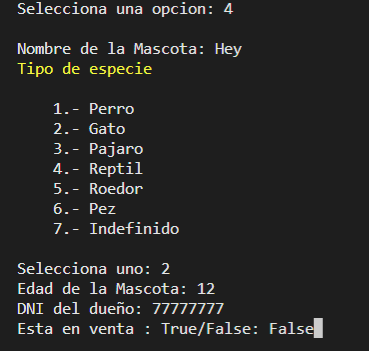 Selecciona una opcion: 4
Nombre de la Mascota: Hey
Tipo de especie
1.- Perro
2.- Gato
3.- Pajaro
4.- Reptil
5.- Roedor
6.- Pez
7.- Indefinido
Selecciona uno: 2
Edad de la Mascota: 12
DNI del dueño: 77777777
Esta en venta : True/False: False